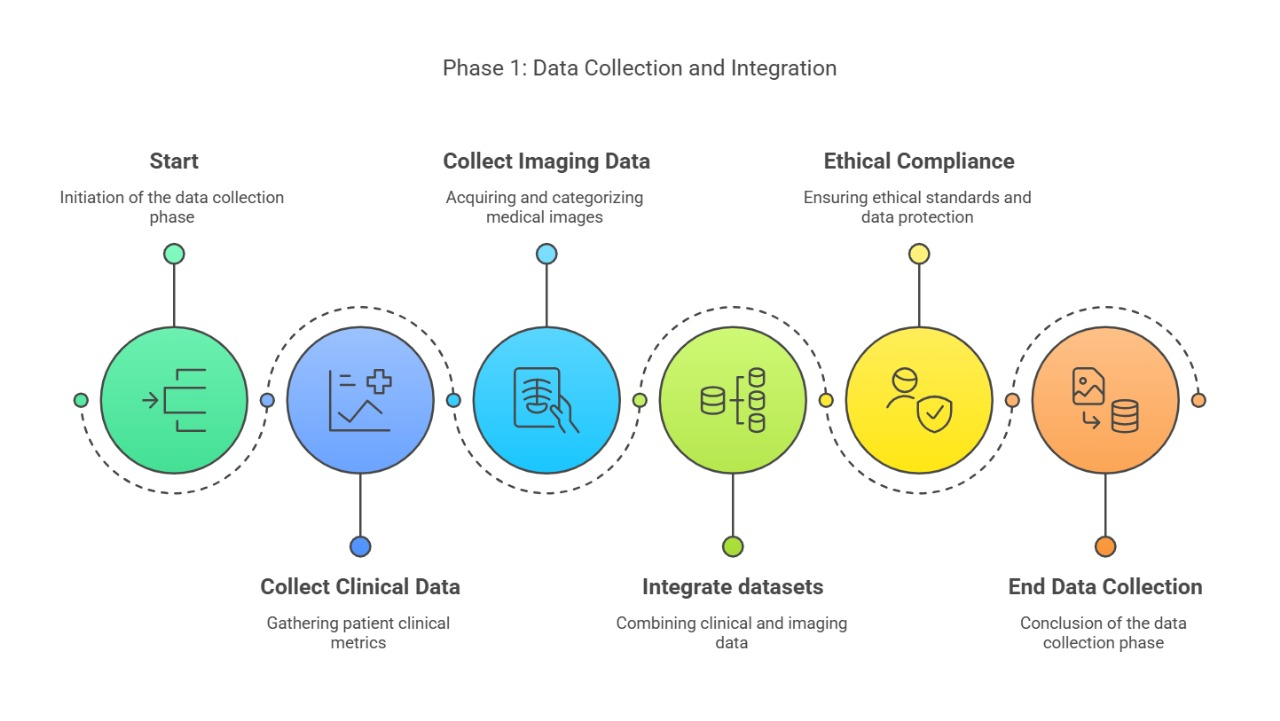 Phase 1: Data Collection and Integration
Start
Initiation of the data collection
phase
Collect Clinical Data
Gathering patient clinical
metrics
Collect Imaging Data
Acquiring and categorizing
medical images
Integrate datasets
Combining clinical and imaging
data
Ethical Compliance
Ensuring ethical standards and
data protection
End Data Collection
Conclusion of the data
collection phase